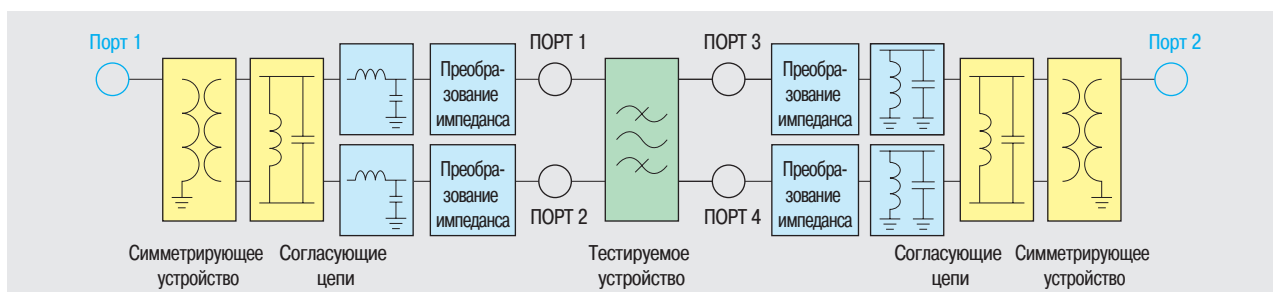 Порт 1
ПОРТ 1
ПОРТ 3
Порт 2
Преобра-
зование
импеданса
Преобра-
зование
импеданса
Преобра-
зование
импеданса
Преобра-
зование
импеданса
ПОРТ 2
ПОРТ 4
Симметрирующее
устройство
Согласующие
цепи
Тестируемое
устройство
Согласующие
цепи
Симметрирующее
устройство